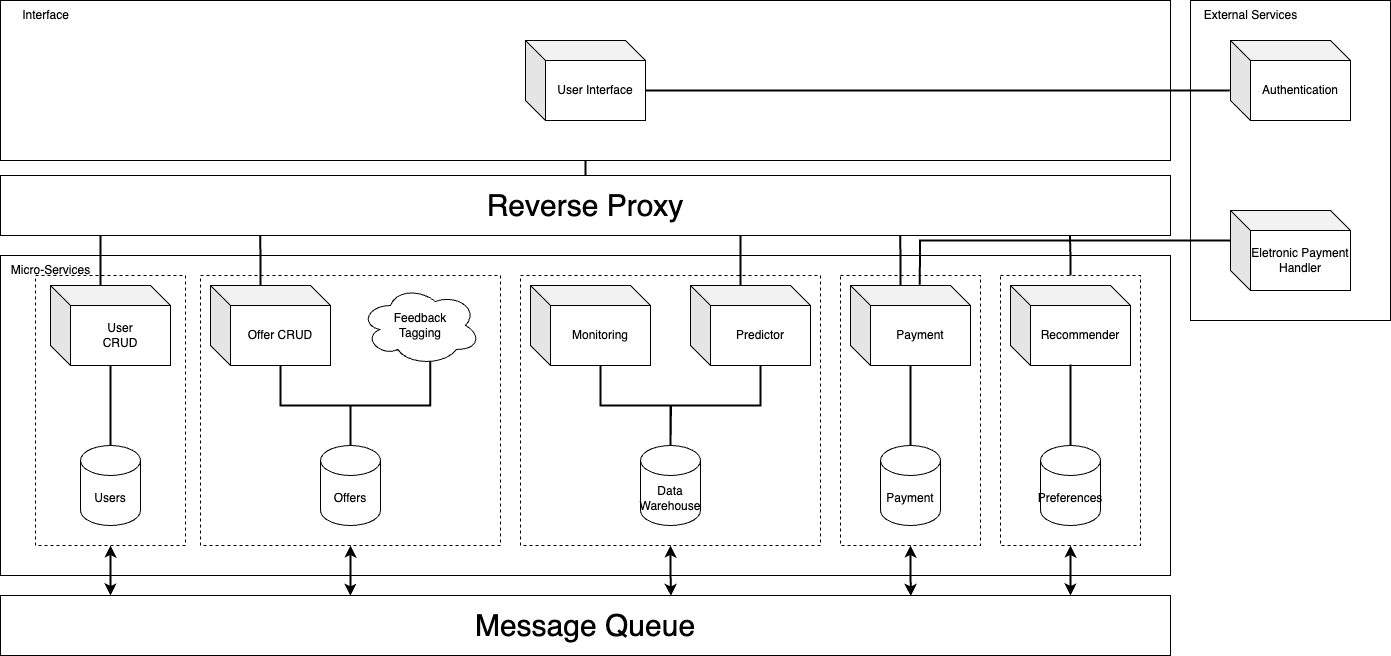 Interface
External Services
User Interface
Authentication
Reverse Proxy
Eletronic Payment
Handler
Micro-Services
User
CRUD
Offer CRUD
Feedback
Tagging
Monitoring
Predictor
Payment
Recommender
Users
Offers
Data
Warehouse
Payment
Preferences
Message Queue